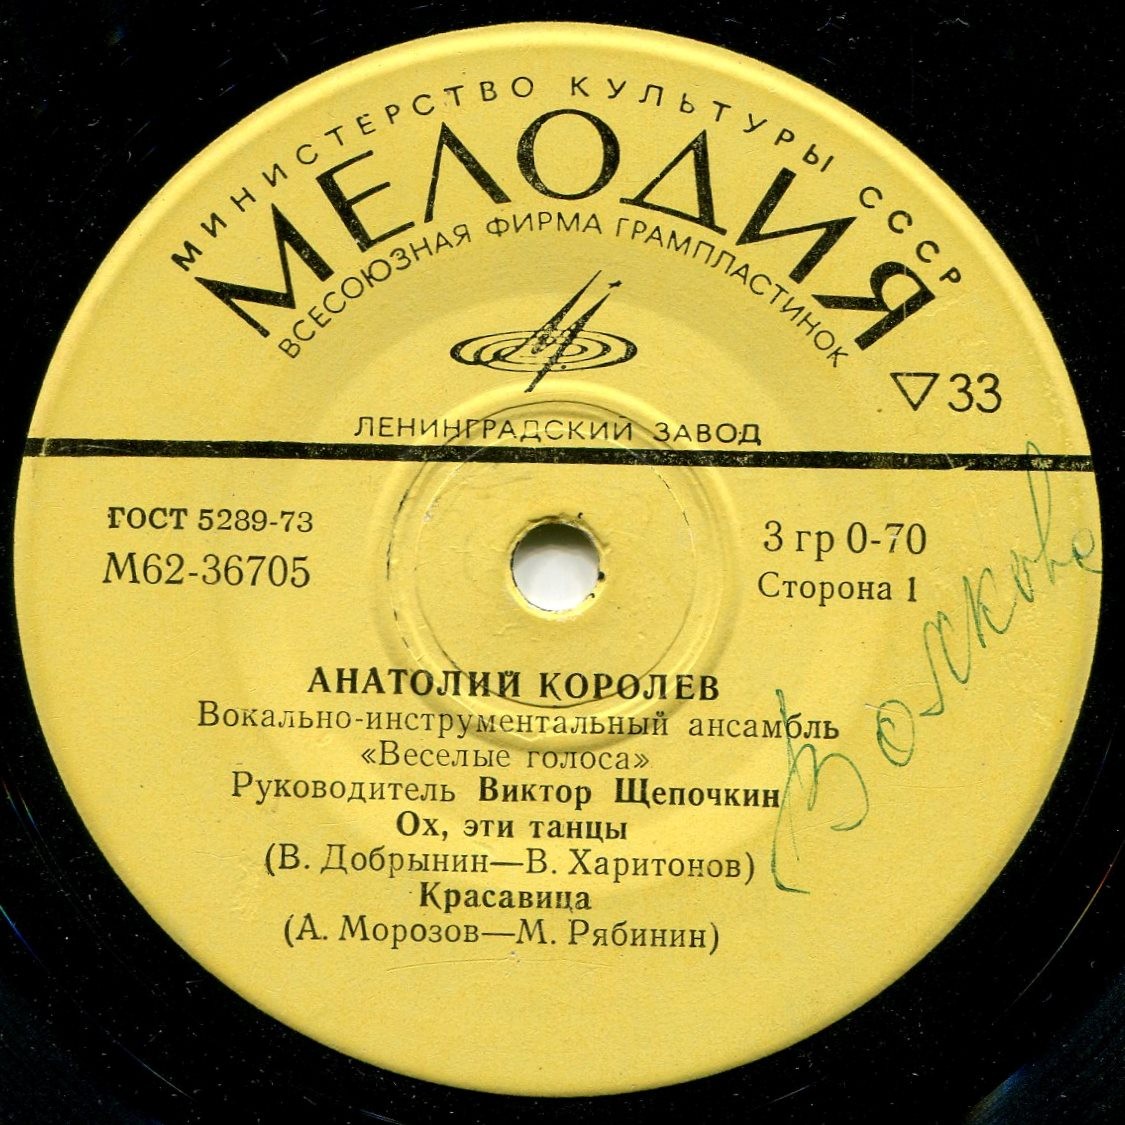 МИНИСТЕРСТВО КУЛЬТУРЫ СССР
МЕЛОДИЯ
ВСЕСОЮЗНАЯ ФИРМА ГРАМПЛАСТИНОК
▽33
ЛЕНИНГРАДСКИЙ ЗАВОД
ГОСТ 5289-73
М62-36705
3 гр 0-70
Сторона 1
АНАТОЛИЙ КОРОЛЕВ
Вокально-инструментальный ансамбль
«Веселые голоса»
Руководитель Виктор Щепочкин
Ох, эти танцы
(В. Добрынин—В. Харитонов)
Красавица
(А. Морозов—М. Рябинин)